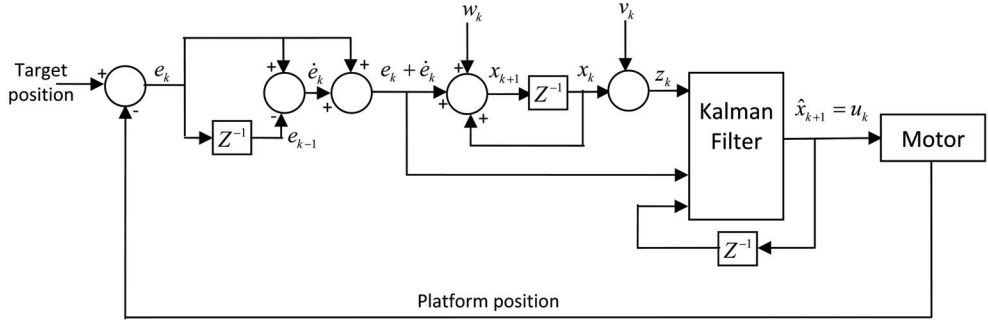 w_k
v_k
Target
position
+
-
e_k
+
+
-
ė_k
+
+
e_k + ė_k
+
+
+
x_{k+1}
Z⁻¹
x_k
z_k
Kalman
Filter
x̂_{k+1} = u_k
Motor
Z⁻¹
e_{k-1}
Z⁻¹
Platform position